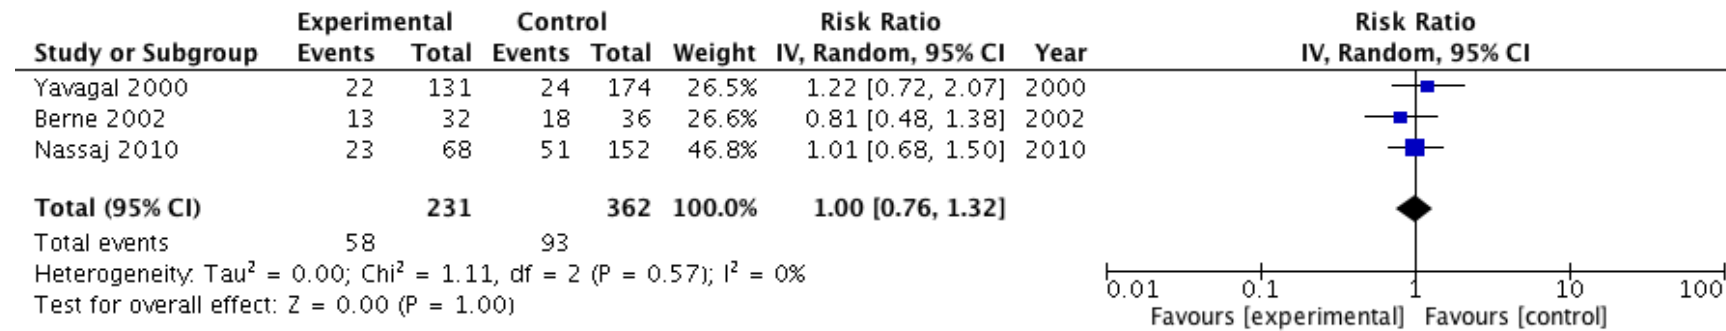 Experimental Control Risk Ratio Risk Ratio
Study or Subgroup Events Total Events Total Weight IV, Random, 95% CI Year IV, Random, 95% CI
Yavagal 2000 22 131 24 174 26.5% 1.22 [0.72, 2.07] 2000
Berne 2002 13 32 18 36 26.6% 0.81 [0.48, 1.38] 2002
Nassaj 2010 23 68 51 152 46.8% 1.01 [0.68, 1.50] 2010
Total (95% CI) 231 362 100.0% 1.00 [0.76, 1.32]
Total events 58 93
Heterogeneity: Tau² = 0.00; Chi² = 1.11, df = 2 (P = 0.57); I² = 0%
Test for overall effect: Z = 0.00 (P = 1.00)
0.01 0.1 1 10 100
Favours [experimental] Favours [control]